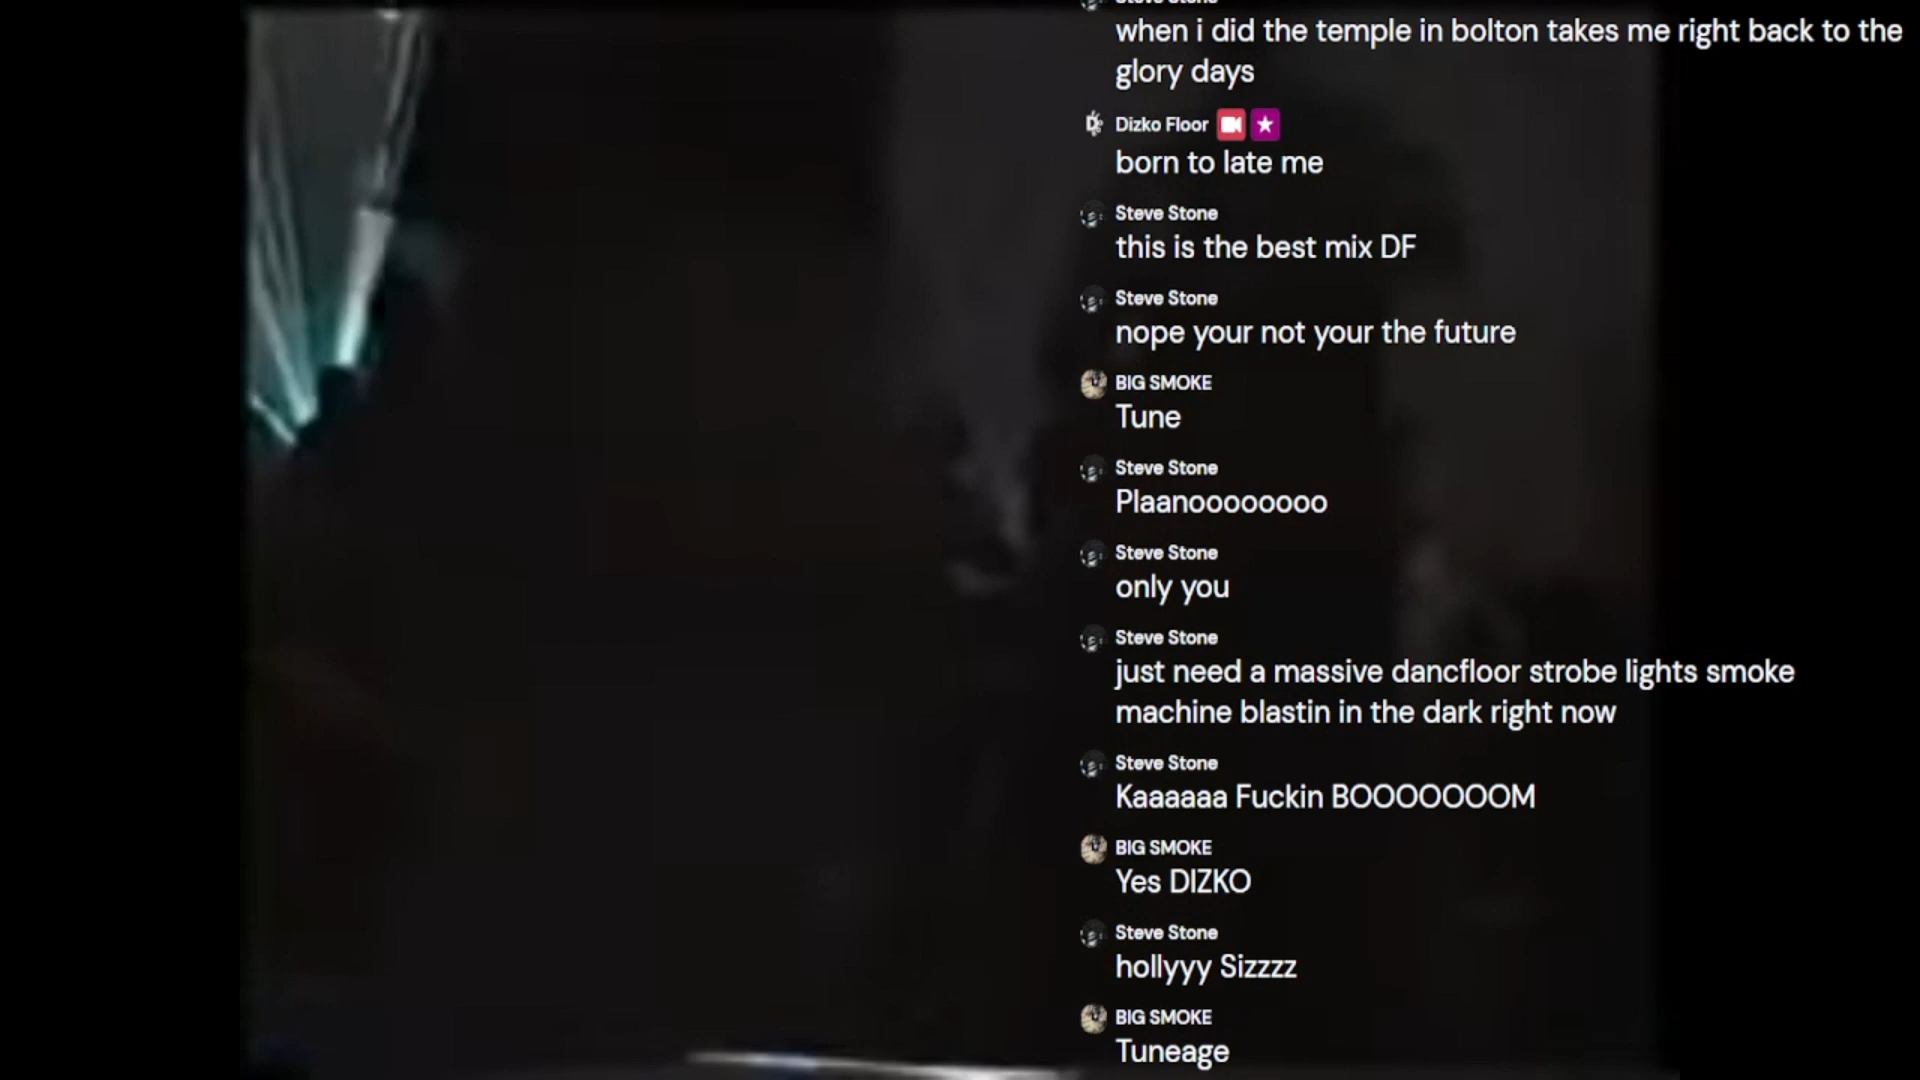 Steve Stone
when i did the temple in bolton takes me right back to the
glory days
Dizko Floor
born to late me
Steve Stone
this is the best mix DF
Steve Stone
nope your not your the future
BIG SMOKE
Tune
Steve Stone
Plaanoooooooo
Steve Stone
only you
Steve Stone
just need a massive dancfloor strobe lights smoke
machine blastin in the dark right now
Steve Stone
Kaaaaaa Fuckin BOOOOOOOM
BIG SMOKE
Yes DIZKO
Steve Stone
hollyyy Sizzzz
BIG SMOKE
Tuneage